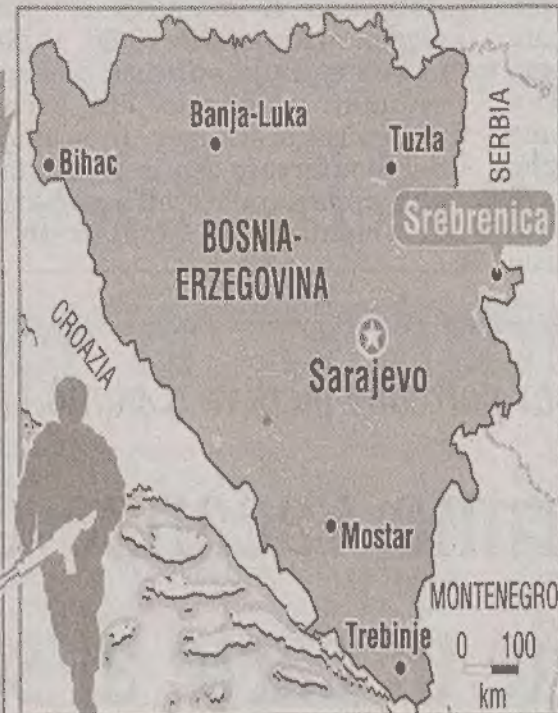 Banja-Luka
Tuzla
Bihac
SERBIA
Srebrenica
BOSNIA-
ERZEGOVINA
CROAZIA
Sarajevo
Mostar
MONTENEGRO
Trebinje
0 100
km